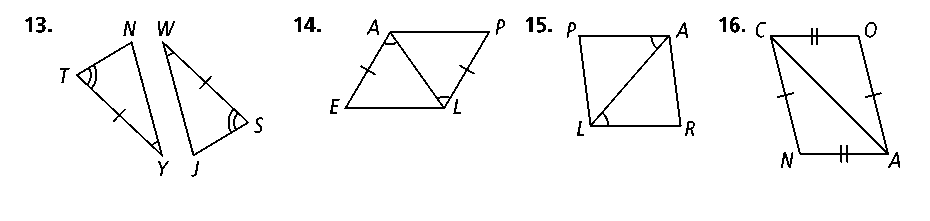 13. N W T S Y J
14. A P E L
15. P A L R
16. C O N A